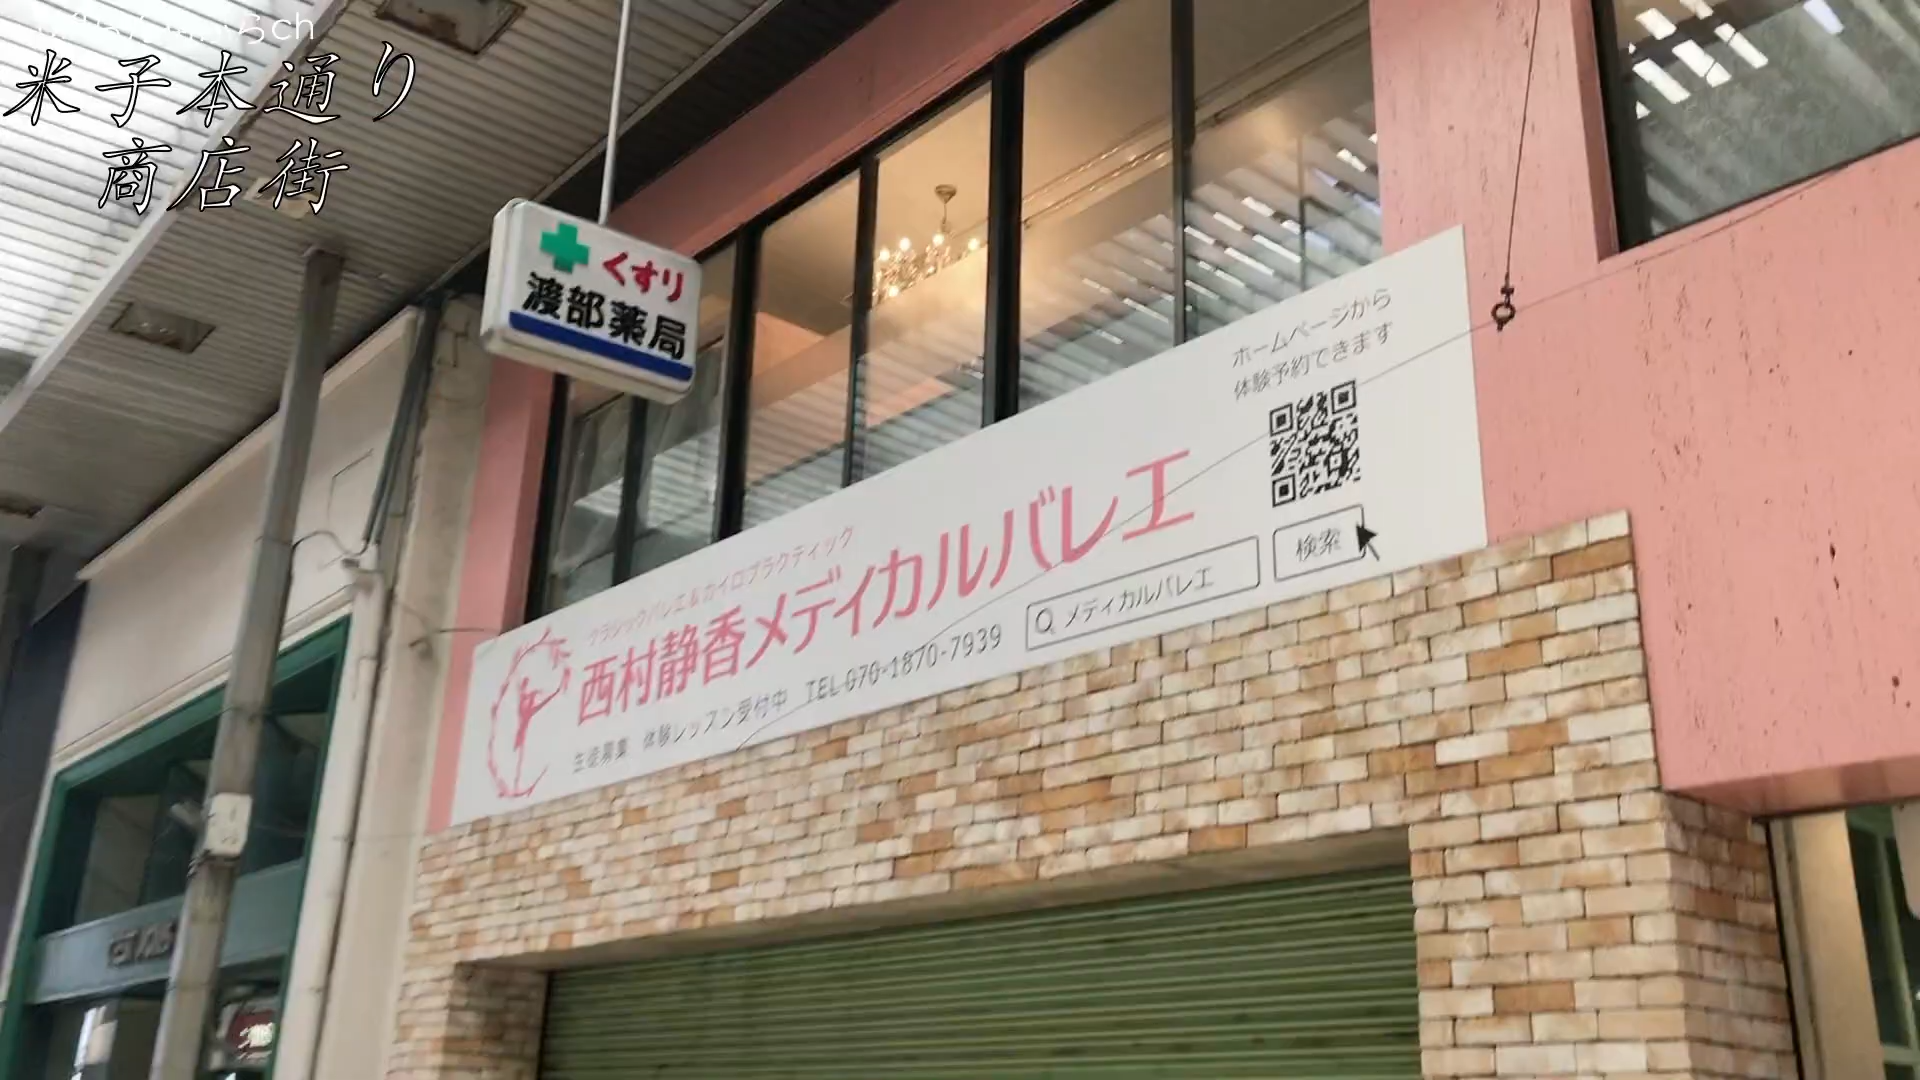 米子本通り
商店街
くすり
渡部薬局
ホームページから
体験予約できます
クラシックバレエ&カイロプラクティック
西村静香メディカルバレエ
生徒募集 体験レッスン受付中 TEL 070-1870-7939
メディカルバレエ 検索